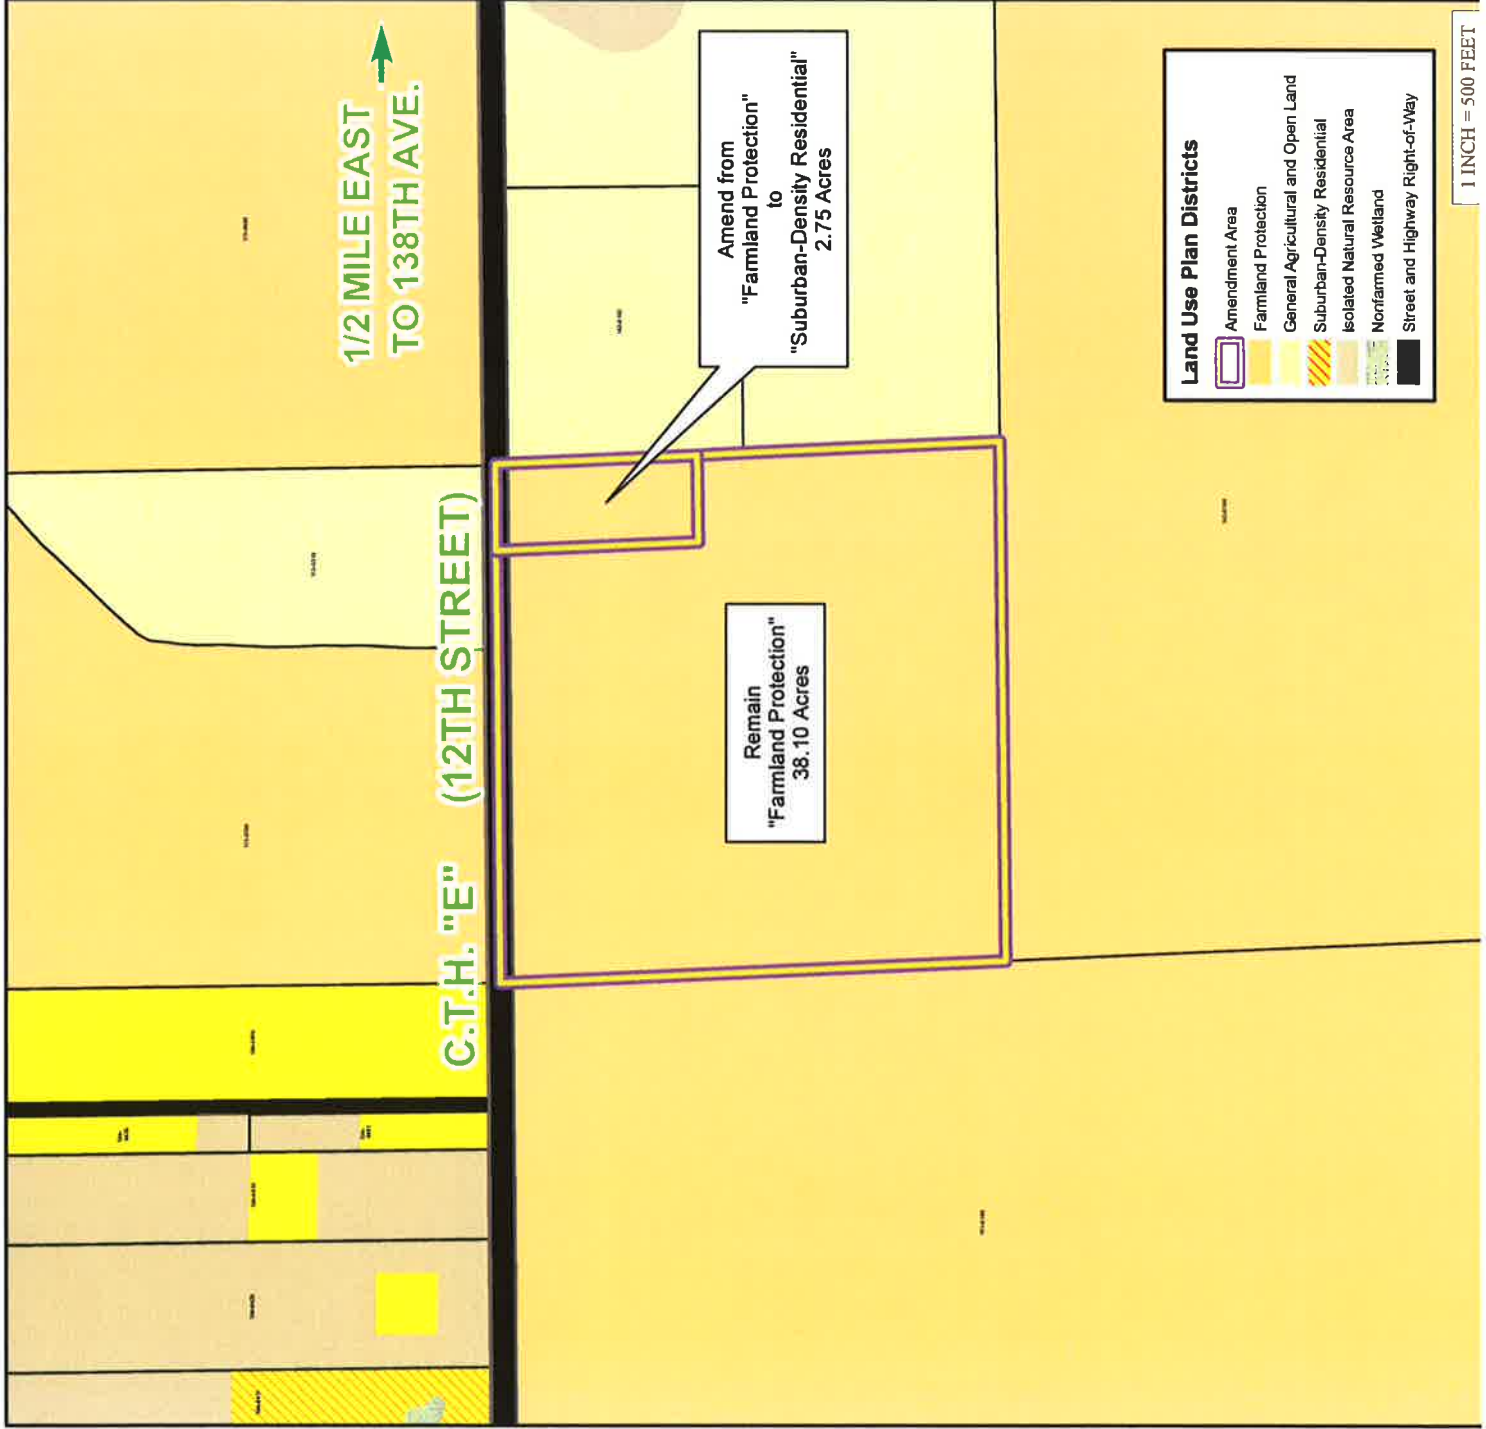 1/2 MILE EAST
TO 138TH AVE.
C.T.H. "E" (12TH STREET)
Amend from
"Farmland Protection"
to
"Suburban-Density Residential"
2.75 Acres
Remain
"Farmland Protection"
38.10 Acres
Land Use Plan Districts
Amendment Area
Farmland Protection
General Agricultural and Open Land
Suburban-Density Residential
Isolated Natural Resource Area
Nonfarmed Wetland
Street and Highway Right-of-Way
1 INCH = 500 FEET